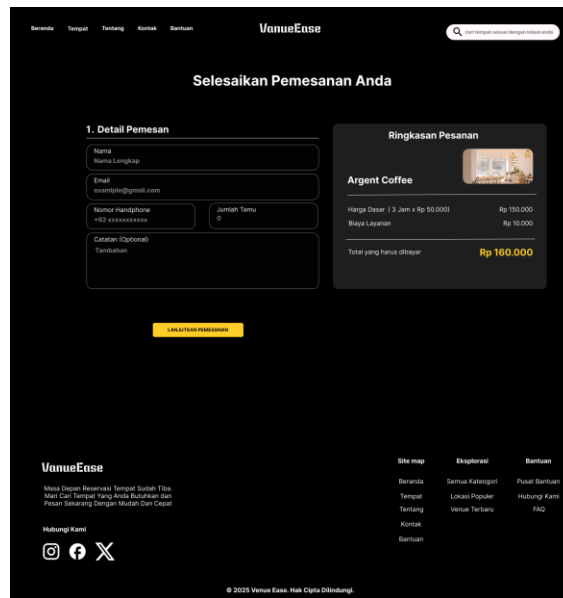 Beranda Tempat Tentang Kontak Bantuan
VanueEase
cari tempat sesuai dengan lokasi anda
Selesaikan Pemesanan Anda
1. Detail Pemesan
Nama
Nama Lengkap
Email
examlple@gmail.com
Nomor Handphone
+62 xxxxxxxxxxx
Jumlah Tamu
0
Catatan (Optional)
Tambahan
LANJUTKAN PEMESANAN
Ringkasan Pesanan
Argent Coffee
Harga Dasar ( 3 Jam x Rp 50.000) Rp 150.000
Biaya Layanan Rp 10.000
Total yang harus dibayar Rp 160.000
VanueEase
Masa Depan Reservasi Tempat Sudah Tiba.
Mari Cari Tempat Yang Anda Butuhkan dan
Pesan Sekarang Dengan Mudah Dan Cepat
Hubungi Kami
Site map
Beranda
Tempat
Tentang
Kontak
Bantuan
Eksplorasi
Semua Kateogori
Lokasi Populer
Venue Terbaru
Bantuan
Pusat Bantuan
Hubungi Kami
FAQ
© 2025 Venue Ease. Hak Cipta Dilindungi.